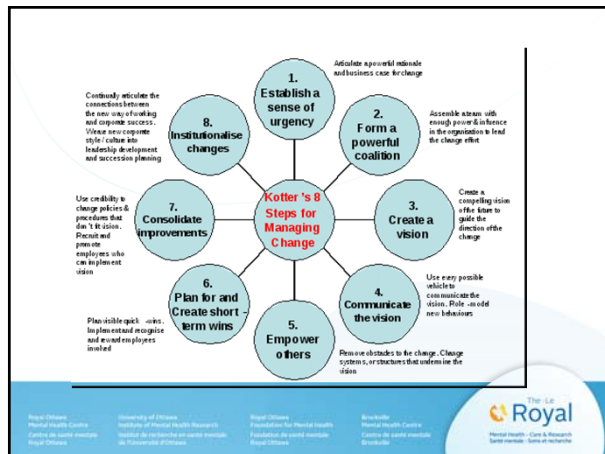 1.
Establish a
sense of
urgency
Articulate a powerful rationale
and business case for change
2.
Form a
powerful
coalition
Assemble a team with
enough power & influence
in the organisation to lead
the change effort
3.
Create a
vision
Create a
compelling vision
of the future to
guide the
direction of the
change
4.
Communicate
the vision
Use every possible
vehicle to
communicate the
vision. Role -model
new behaviours
5.
Empower
others
Remove obstacles to the change. Change
systems, or structures that undermine the
vision
6.
Plan for and
Create short -
term wins
Plan visible quick -wins.
Implement and recognise
and reward employees
involved
7.
Consolidate
improvements
Use credibility to
change policies &
procedures that
don 't fit vision.
Recruit and
promote
employees who
can implement
vision
8.
Institutionalise
changes
Continually articulate the
connections between
the new way of working
and corporate success.
Weave new corporate
style / culture into
leadership development
and succession planning
Kotter 's 8
Steps for
Managing
Change
Royal Ottawa
Mental Health Centre
Centre de santé mentale
Royal Ottawa
University of Ottawa
Institute of Mental Health Research
Institut de recherche en santé mentale
de l'Université d'Ottawa
Royal Ottawa
Foundation for Mental Health
Fondation de santé mentale
Royal Ottawa
Brockville
Mental Health Centre
Centre de santé mentale
Brockville
The · Le
Royal
Mental Health - Care & Research
Santé mentale - Soins et recherche